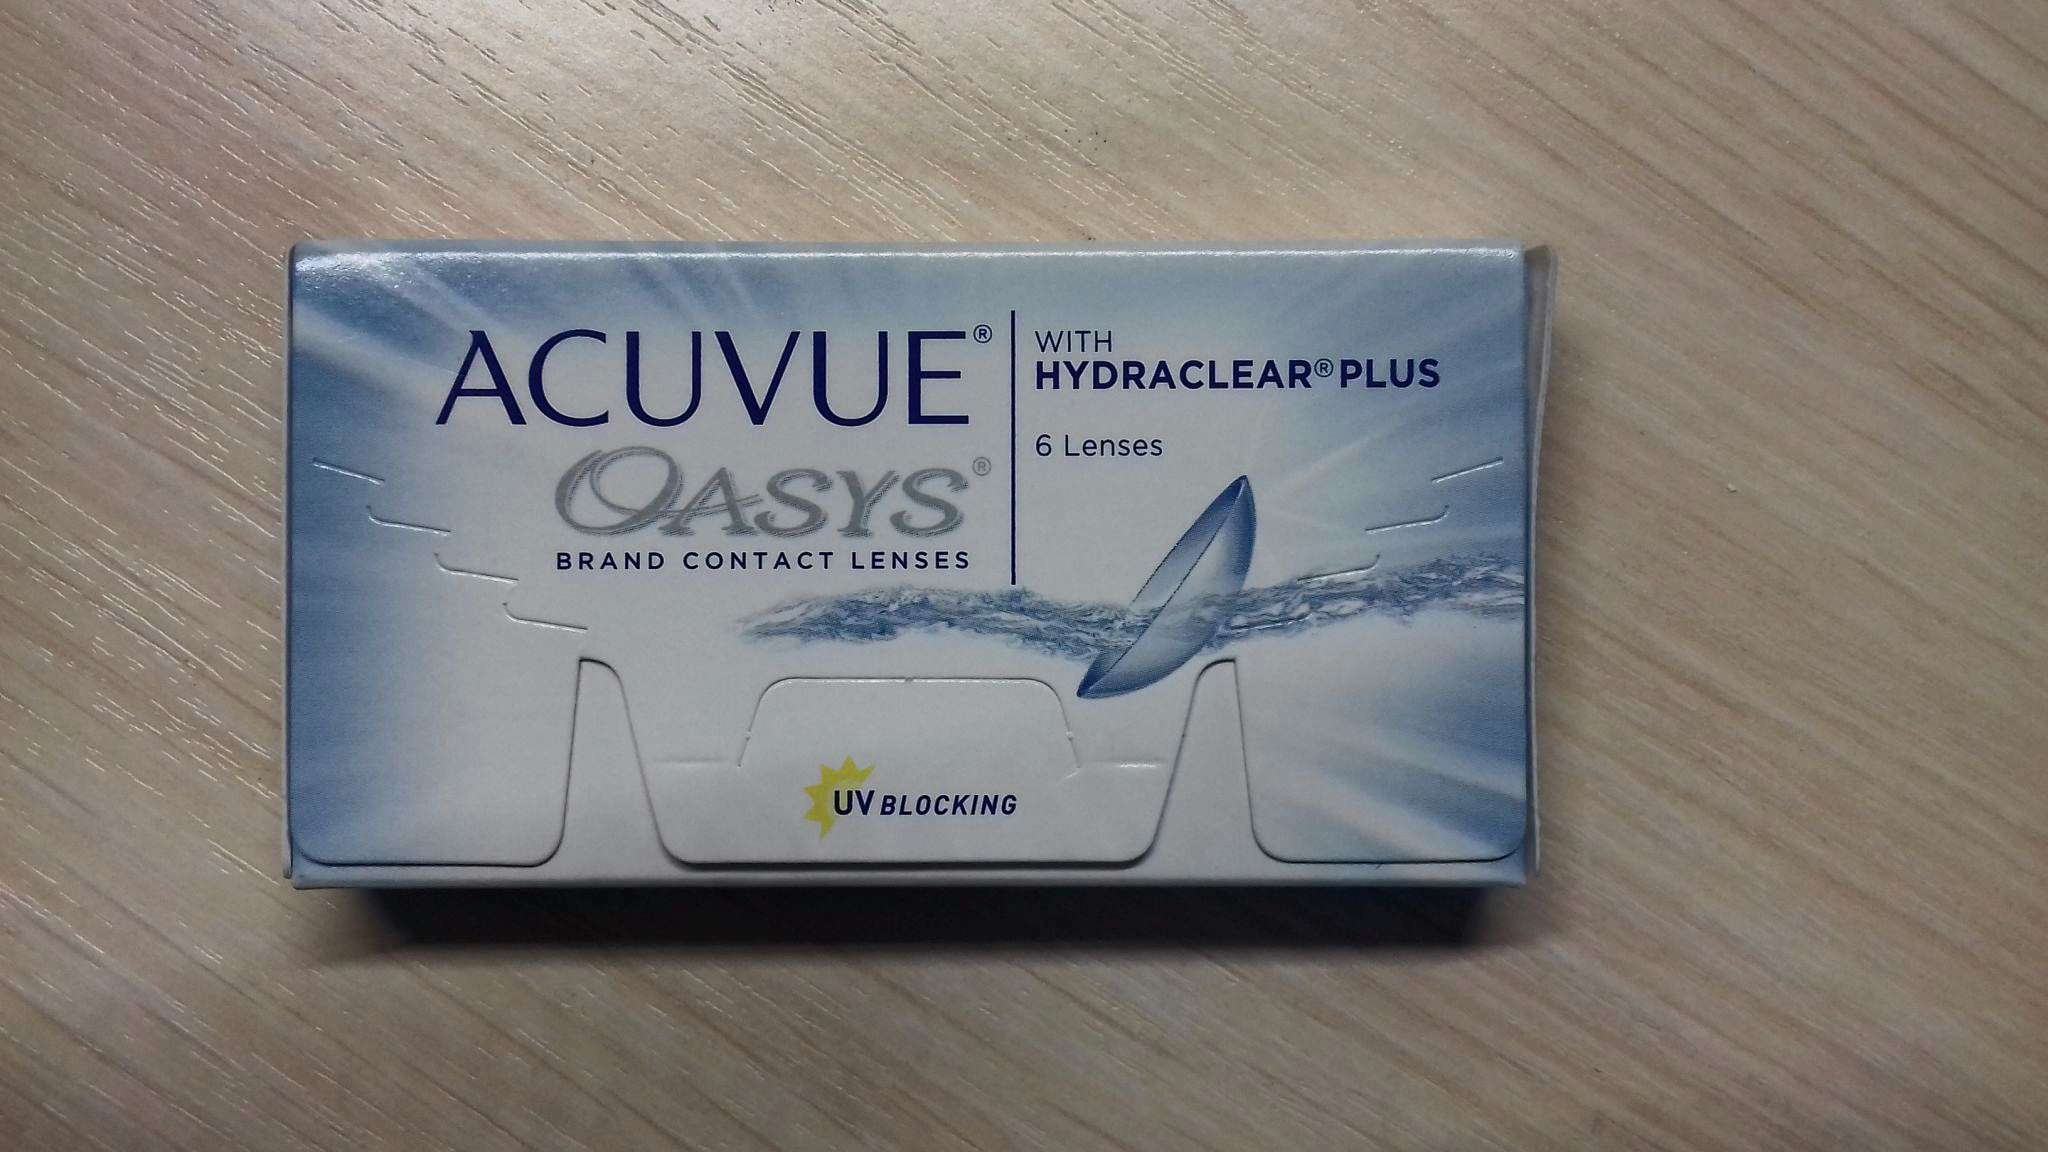 ACUVUE®
OASYS®
BRAND CONTACT LENSES
WITH
HYDRACLEAR® PLUS
6 Lenses
UV BLOCKING